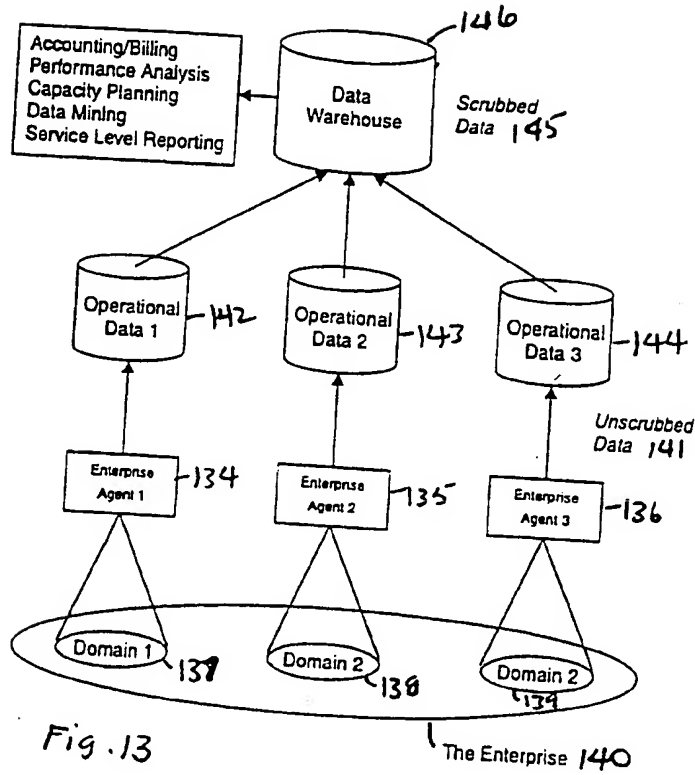 146
Accounting/Billing
Performance Analysis
Capacity Planning
Data Mining
Service Level Reporting
Data
Warehouse
Scrubbed
Data 145
Operational
Data 1
142
Operational
Data 2
143
Operational
Data 3
144
Unscrubbed
Data 141
Enterprise
Agent 1
134
Enterprise
Agent 2
135
Enterprise
Agent 3
136
Domain 1
Domain 2
138
Domain 2
139
Fig. 13
The Enterprise 140